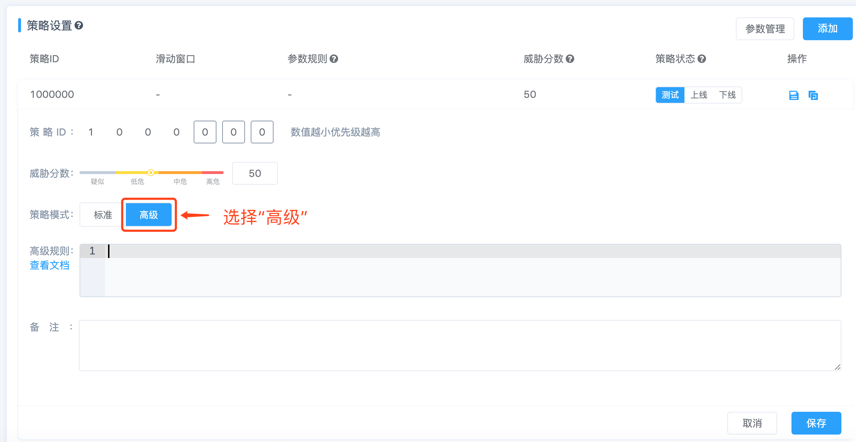 策略设置
参数管理
添加
策略ID 滑动窗口 参数规则 威胁分数 策略状态 操作
1000000 - - 50 测试 上线 下线
策 略 ID : 1 0 0 0 0 0 0 数值越小优先级越高
威胁分数: 50
疑似 低危 中危 高危
策略模式: 标准 高级 选择“高级”
高级规则: 1
查看文档
备 注 :
取消 保存